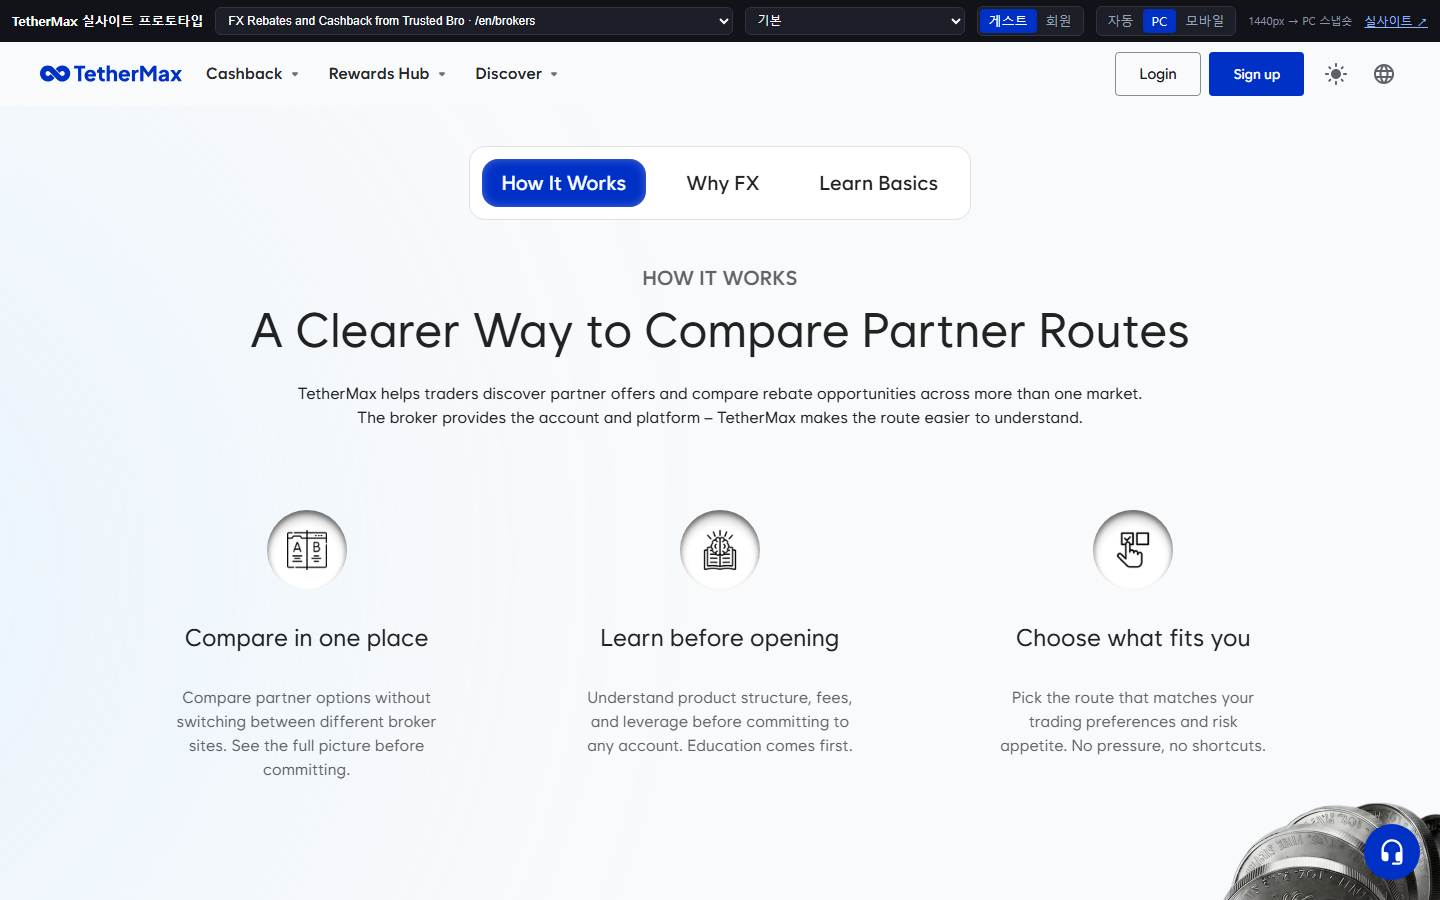 TetherMax 실사이트 프로토타입
FX Rebates and Cashback from Trusted Bro · /en/brokers
기본
게스트 회원
자동 PC 모바일
1440px → PC 스냅숏
실사이트 ↗
TetherMax
Cashback
Rewards Hub
Discover
Login
Sign up
How It Works
Why FX
Learn Basics
HOW IT WORKS
A Clearer Way to Compare Partner Routes
TetherMax helps traders discover partner offers and compare rebate opportunities across more than one market.
The broker provides the account and platform – TetherMax makes the route easier to understand.
A B
Compare in one place
Compare partner options without
switching between different broker
sites. See the full picture before
committing.
Learn before opening
Understand product structure, fees,
and leverage before committing to
any account. Education comes first.
Choose what fits you
Pick the route that matches your
trading preferences and risk
appetite. No pressure, no shortcuts.